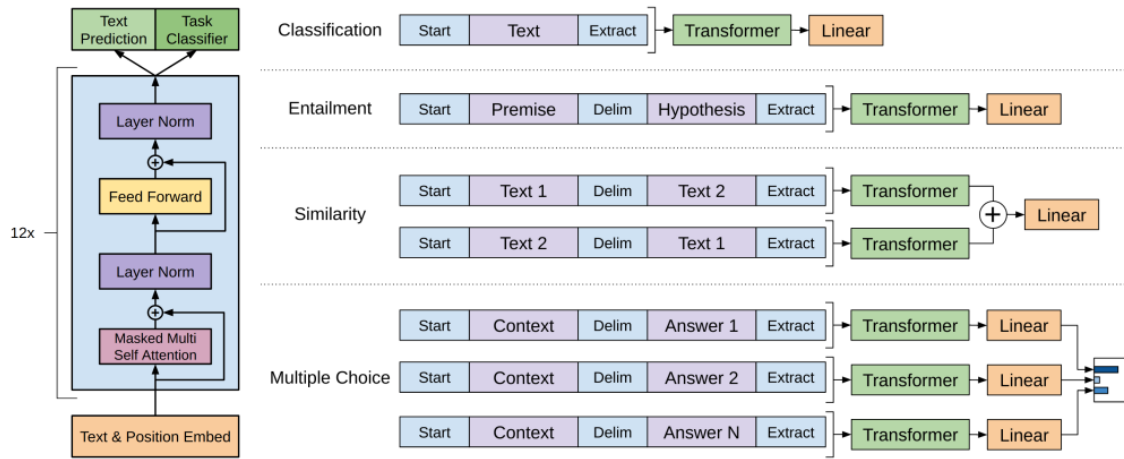 Text Task
Prediction Classifier
12x
Layer Norm
Feed Forward
Layer Norm
Masked Multi
Self Attention
Text & Position Embed
Classification Start Text Extract Transformer Linear
Entailment Start Premise Delim Hypothesis Extract Transformer Linear
Similarity
Start Text 1 Delim Text 2 Extract Transformer
Start Text 2 Delim Text 1 Extract Transformer
Linear
Multiple Choice
Start Context Delim Answer 1 Extract Transformer Linear
Start Context Delim Answer 2 Extract Transformer Linear
Start Context Delim Answer N Extract Transformer Linear